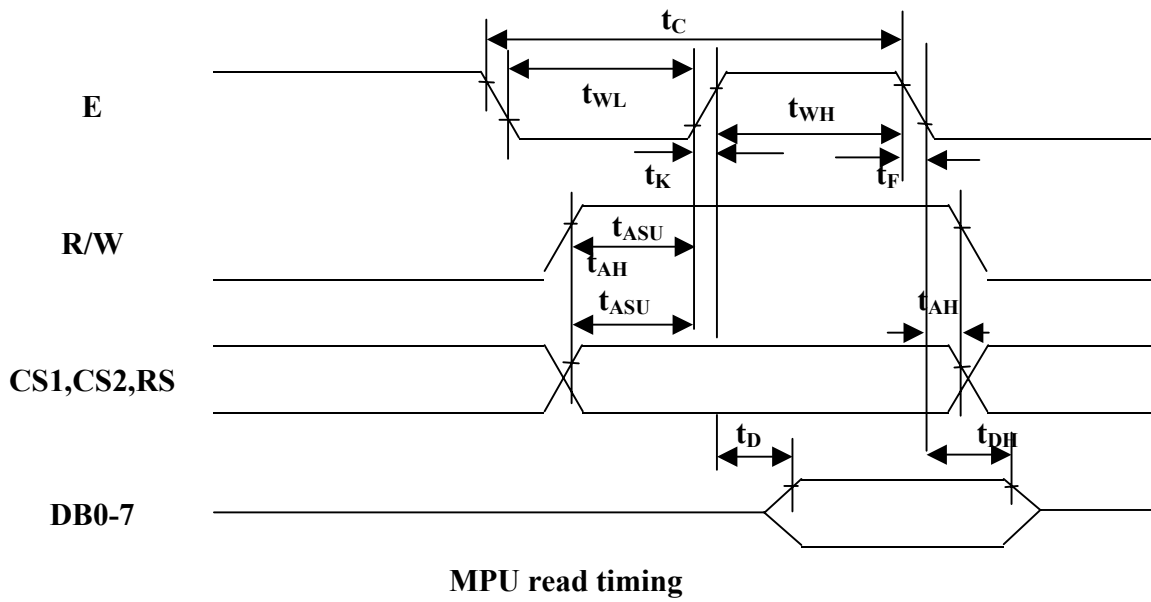 tC
E
tWL
tWH
tK
tF
R/W
tASU
tAH
tASU
tAH
CS1,CS2,RS
tD
tDH
DB0-7
MPU read timing